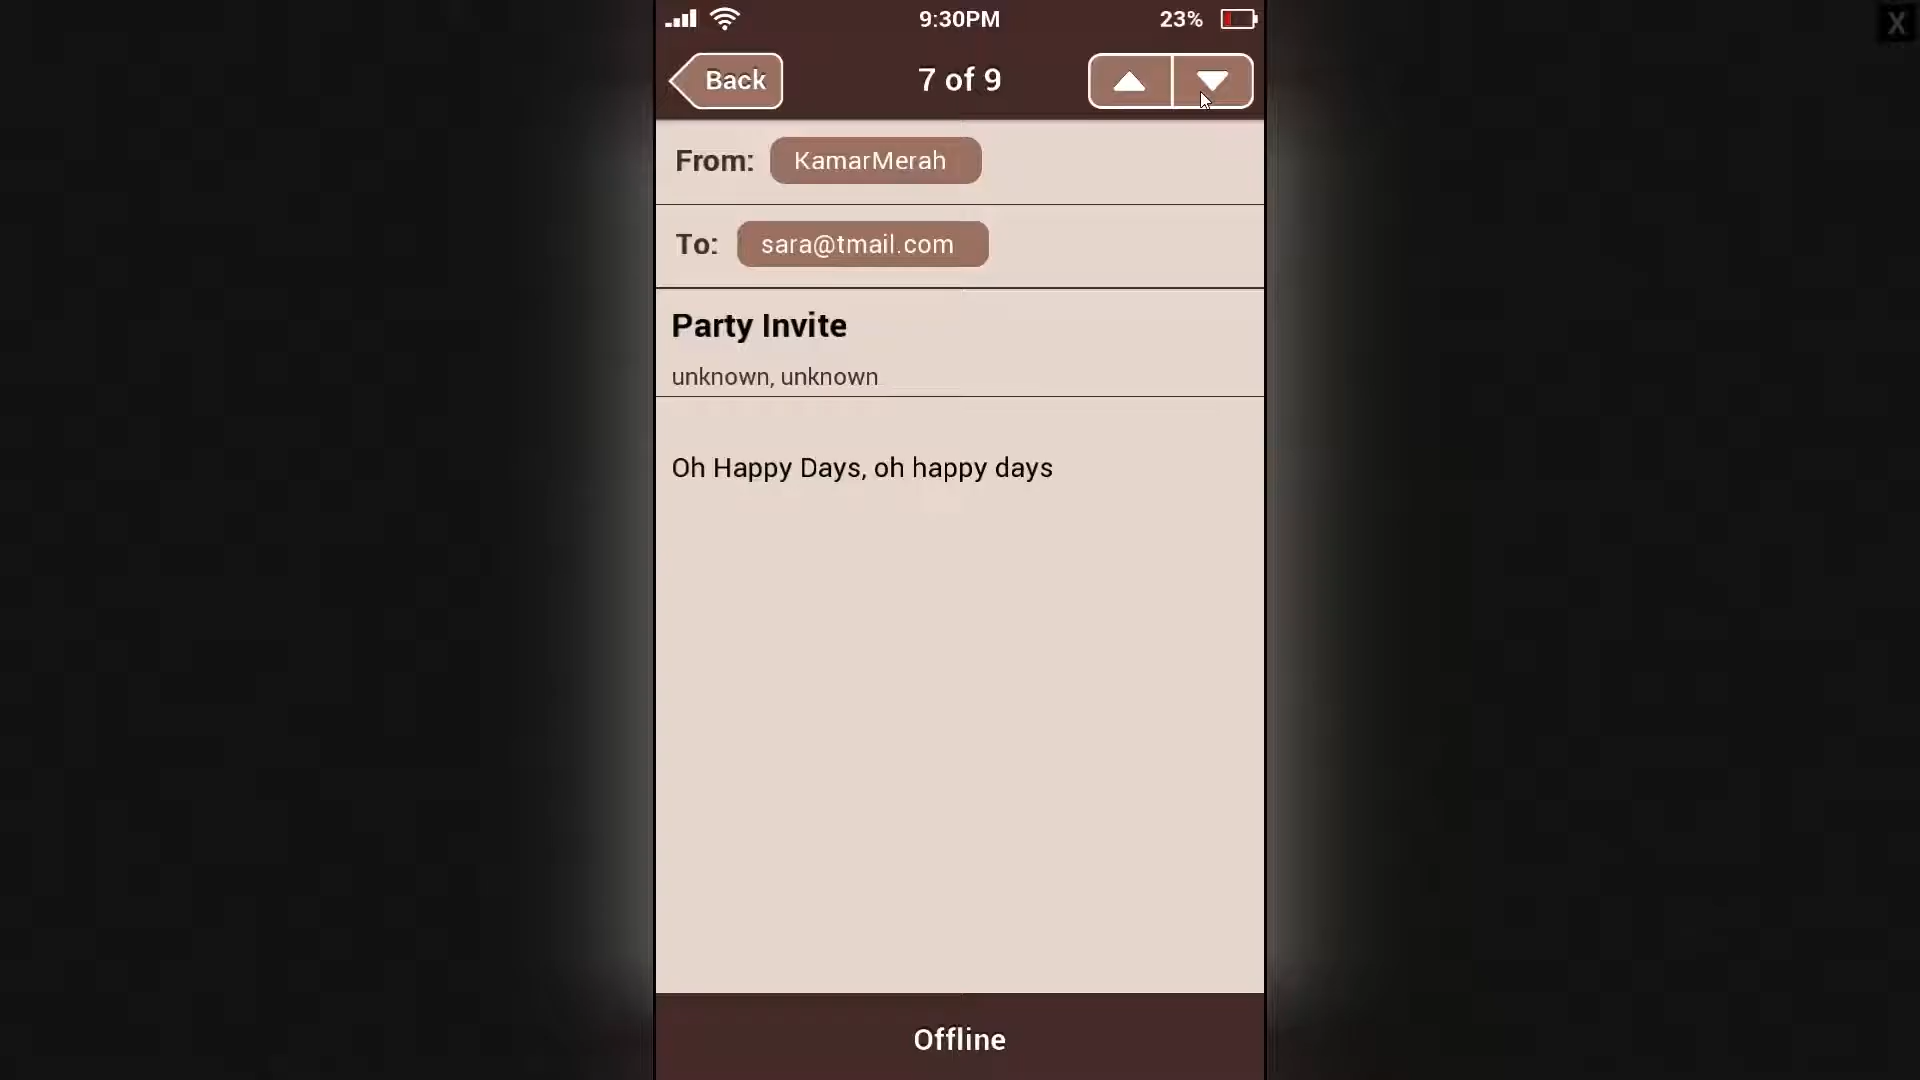 9:30PM 23%
X
Back 7 of 9
From: KamarMerah
To: sara@tmail.com
Party Invite
unknown, unknown
Oh Happy Days, oh happy days
Offline